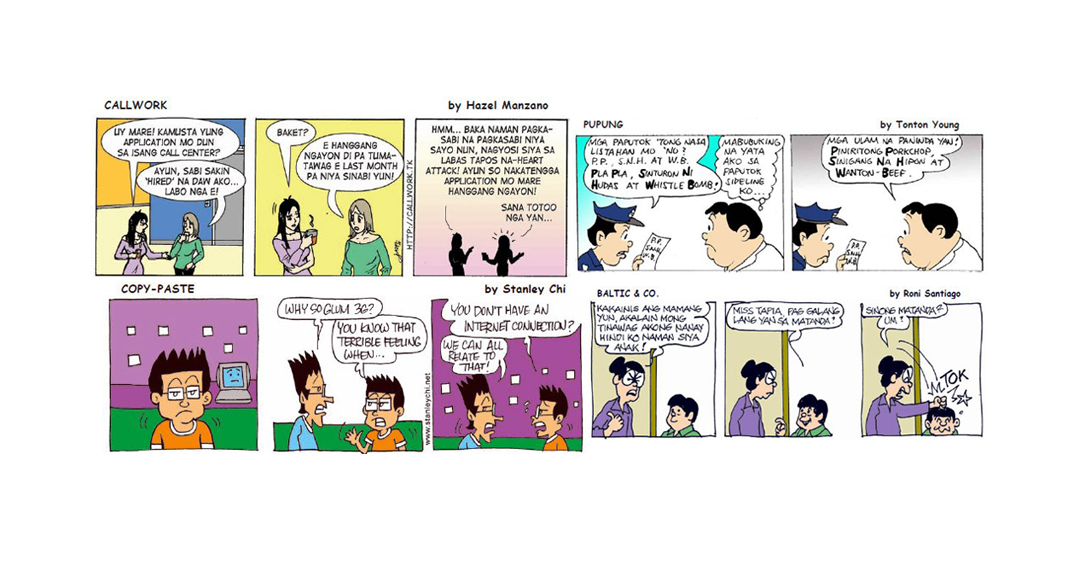 CALLWORK
by Hazel Manzano
UY MARE! KAMUSTA YUNG
APPLICATION MO DUN
SA ISANG CALL CENTER?
AYUN, SABI SAKIN
'HIRED' NA DAW AKO...
LABO NGA E!
BAKET?
E HANGGANG
NGAYON DI PA TUMA-
TAWAG E LAST MONTH
PA NIYA SINABI YUN!
HTTP://CALLWORK.TK
HMM... BAKA NAMAN PAGKA-
SABI NA PAGKASABI NIYA
SAYO NUN, NAGYOSI SIYA SA
LABAS TAPOS NA-HEART
ATTACK! AYUN SO NAKATENGGA
APPLICATION MO MARE
HANGGANG NGAYON!
SANA TOTOO
NGA YAN...
PUPUNG
by Tonton Young
MGA PAPUTOK 'TONG NASA
LISTAHAN MO 'NU?
P.P., S.N.H. AT W.B.
PLA PLA, SINTURON NI
HUDAS AT WHISTLE BOMB!
MABUBUKING
NA YATA
AKO SA
PAPUTOK
SIDELINE
KO...
P.P.
S.N.H.
W.B.
MGA ULAM NA PANINDA YAN!
PINIRITONG PORKCHOP,
SINIGANG NA HIPON AT
WANTON-BEEF.
P.P.
S.N.H.
W.B.
COPY-PASTE
by Stanley Chi
WHY SO GLUM 3G?
YOU KNOW THAT
TERRIBLE FEELING
WHEN...
www.stanleychi.net
YOU DON'T HAVE AN
INTERNET CONNECTION?
WE CAN ALL
RELATE TO
THAT!
BALTIC & CO.
by Roni Santiago
KAKAINIS ANG MAMANG
YUN, AKALAIN MONG
TINAWAG AKONG NANAY
HINDI KO NAMAN SIYA
ANAK!
MISS TAPIA, PAG GALANG
LANG YAN SA MATANDA!
SINONG MATANDA?
UM!
TOK